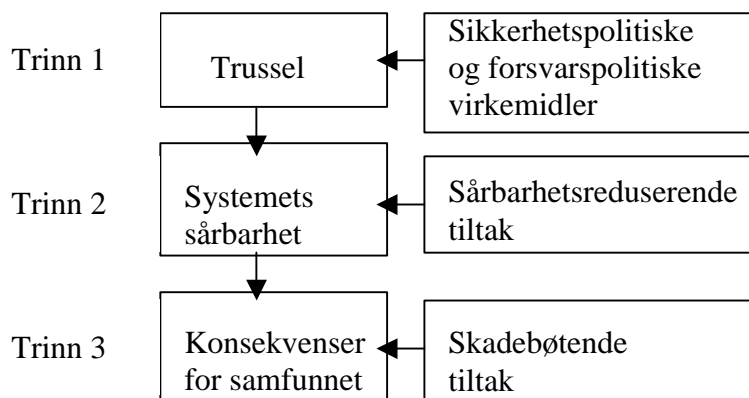 Trinn 1
Trussel
Sikkerhetspolitiske
og forsvarspolitiske
virkemidler
Trinn 2
Systemets
sårbarhet
Sårbarhetsreduserende
tiltak
Trinn 3
Konsekvenser
for samfunnet
Skadebøtende
tiltak